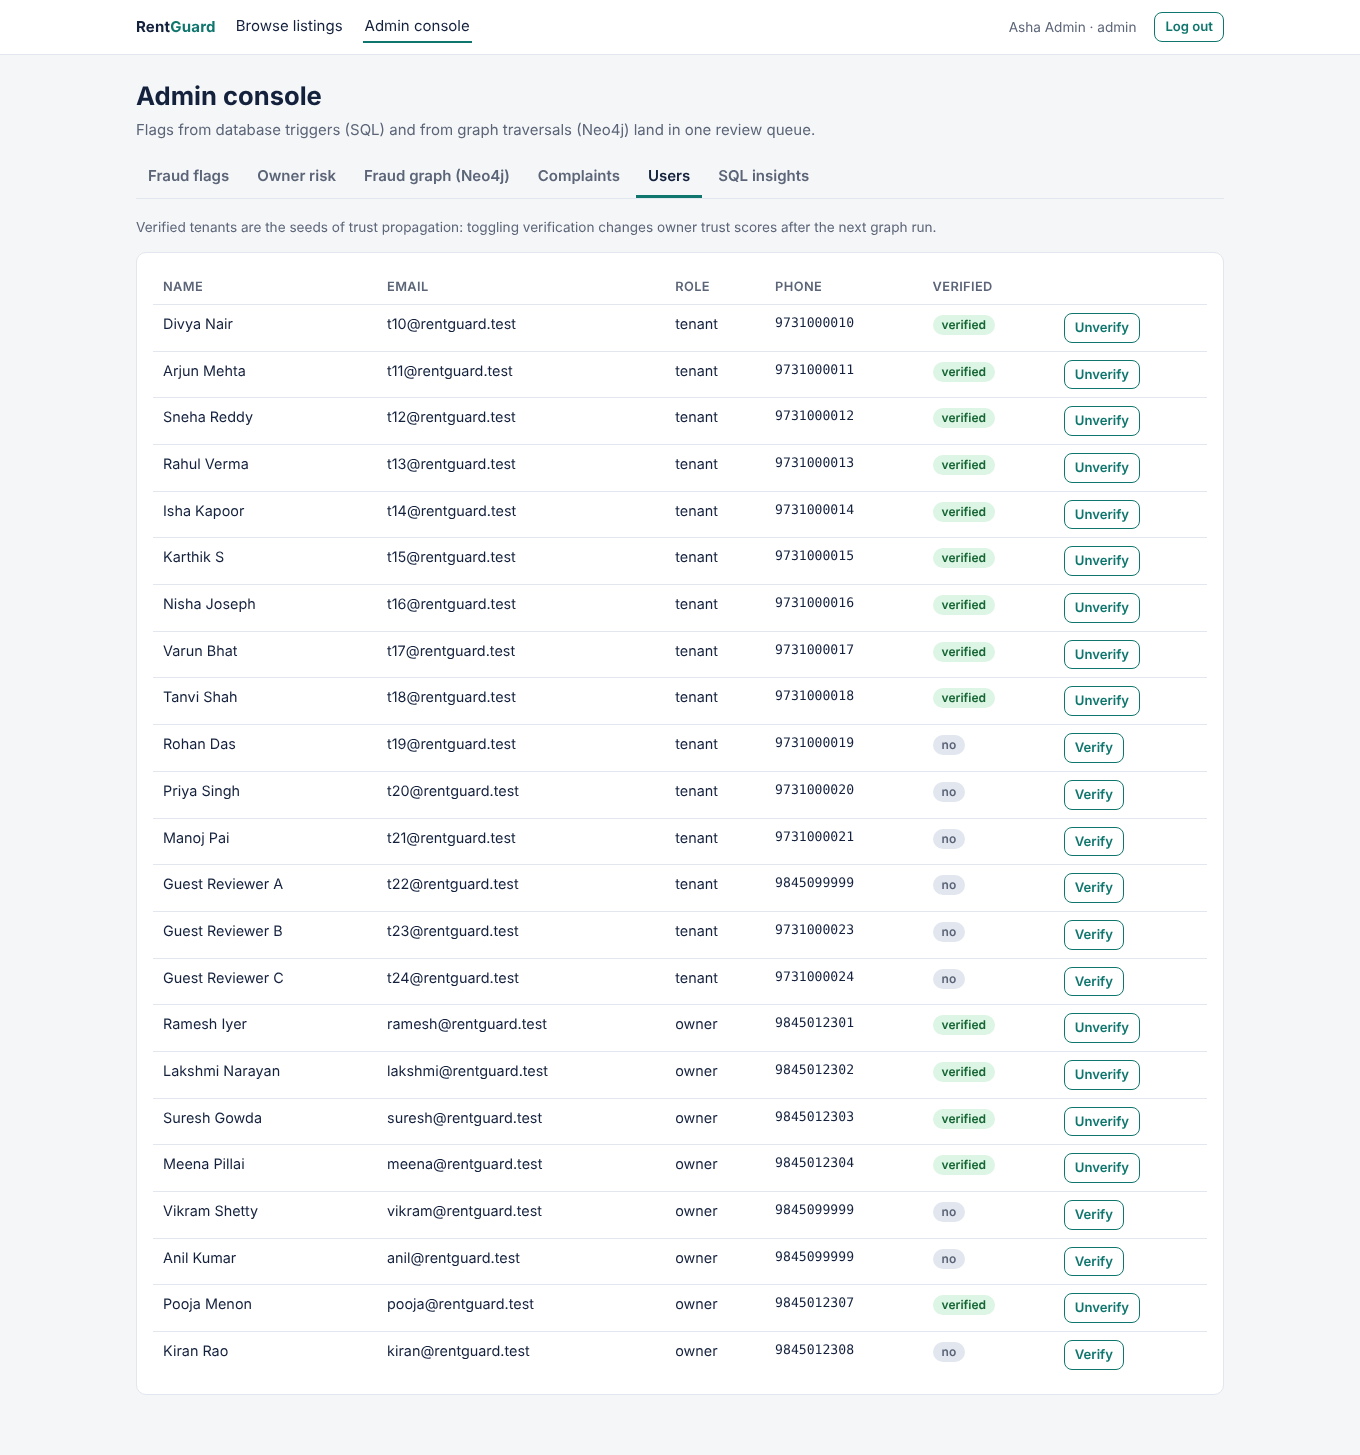 RentGuard Browse listings Admin console Asha Admin · admin Log out
Admin console
Flags from database triggers (SQL) and from graph traversals (Neo4j) land in one review queue.
Fraud flags Owner risk Fraud graph (Neo4j) Complaints Users SQL insights
Verified tenants are the seeds of trust propagation: toggling verification changes owner trust scores after the next graph run.
NAME EMAIL ROLE PHONE VERIFIED
Divya Nair t10@rentguard.test tenant 9731000010 verified Unverify
Arjun Mehta t11@rentguard.test tenant 9731000011 verified Unverify
Sneha Reddy t12@rentguard.test tenant 9731000012 verified Unverify
Rahul Verma t13@rentguard.test tenant 9731000013 verified Unverify
Isha Kapoor t14@rentguard.test tenant 9731000014 verified Unverify
Karthik S t15@rentguard.test tenant 9731000015 verified Unverify
Nisha Joseph t16@rentguard.test tenant 9731000016 verified Unverify
Varun Bhat t17@rentguard.test tenant 9731000017 verified Unverify
Tanvi Shah t18@rentguard.test tenant 9731000018 verified Unverify
Rohan Das t19@rentguard.test tenant 9731000019 no Verify
Priya Singh t20@rentguard.test tenant 9731000020 no Verify
Manoj Pai t21@rentguard.test tenant 9731000021 no Verify
Guest Reviewer A t22@rentguard.test tenant 9845099999 no Verify
Guest Reviewer B t23@rentguard.test tenant 9731000023 no Verify
Guest Reviewer C t24@rentguard.test tenant 9731000024 no Verify
Ramesh Iyer ramesh@rentguard.test owner 9845012301 verified Unverify
Lakshmi Narayan lakshmi@rentguard.test owner 9845012302 verified Unverify
Suresh Gowda suresh@rentguard.test owner 9845012303 verified Unverify
Meena Pillai meena@rentguard.test owner 9845012304 verified Unverify
Vikram Shetty vikram@rentguard.test owner 9845099999 no Verify
Anil Kumar anil@rentguard.test owner 9845099999 no Verify
Pooja Menon pooja@rentguard.test owner 9845012307 verified Unverify
Kiran Rao kiran@rentguard.test owner 9845012308 no Verify